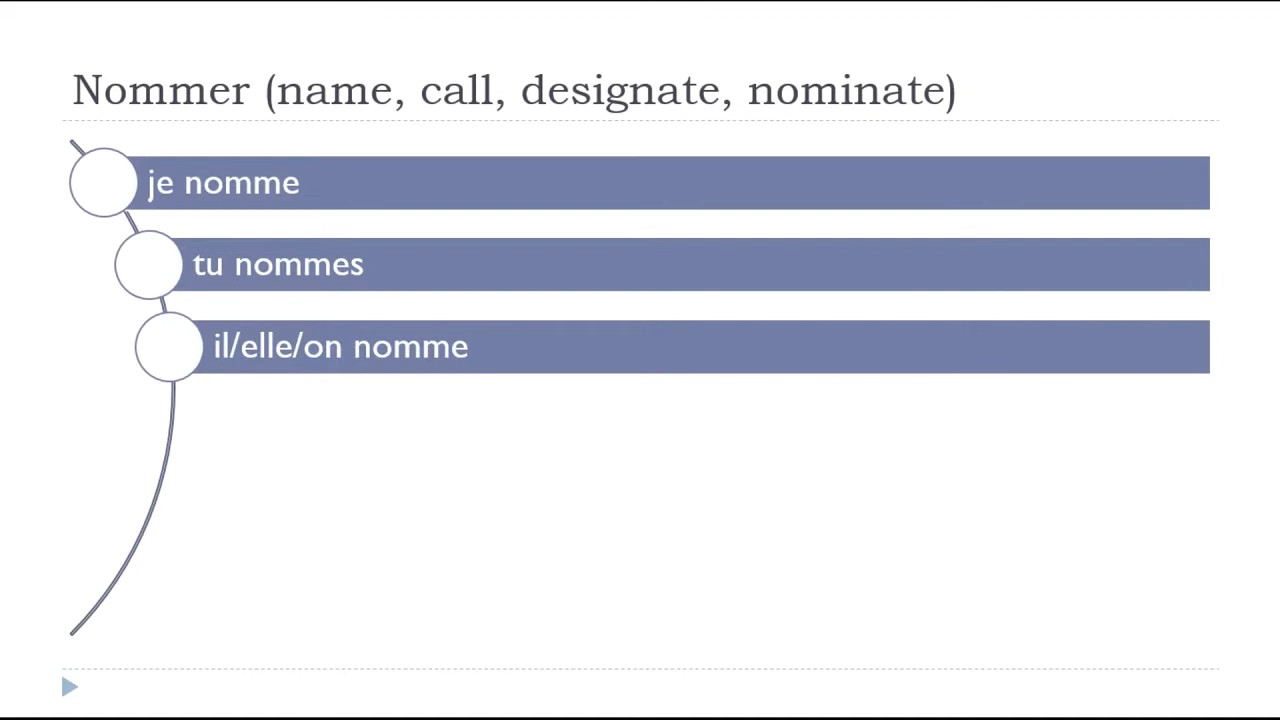 Nommer (name, call, designate, nominate)
je nomme
tu nommes
il/elle/on nomme